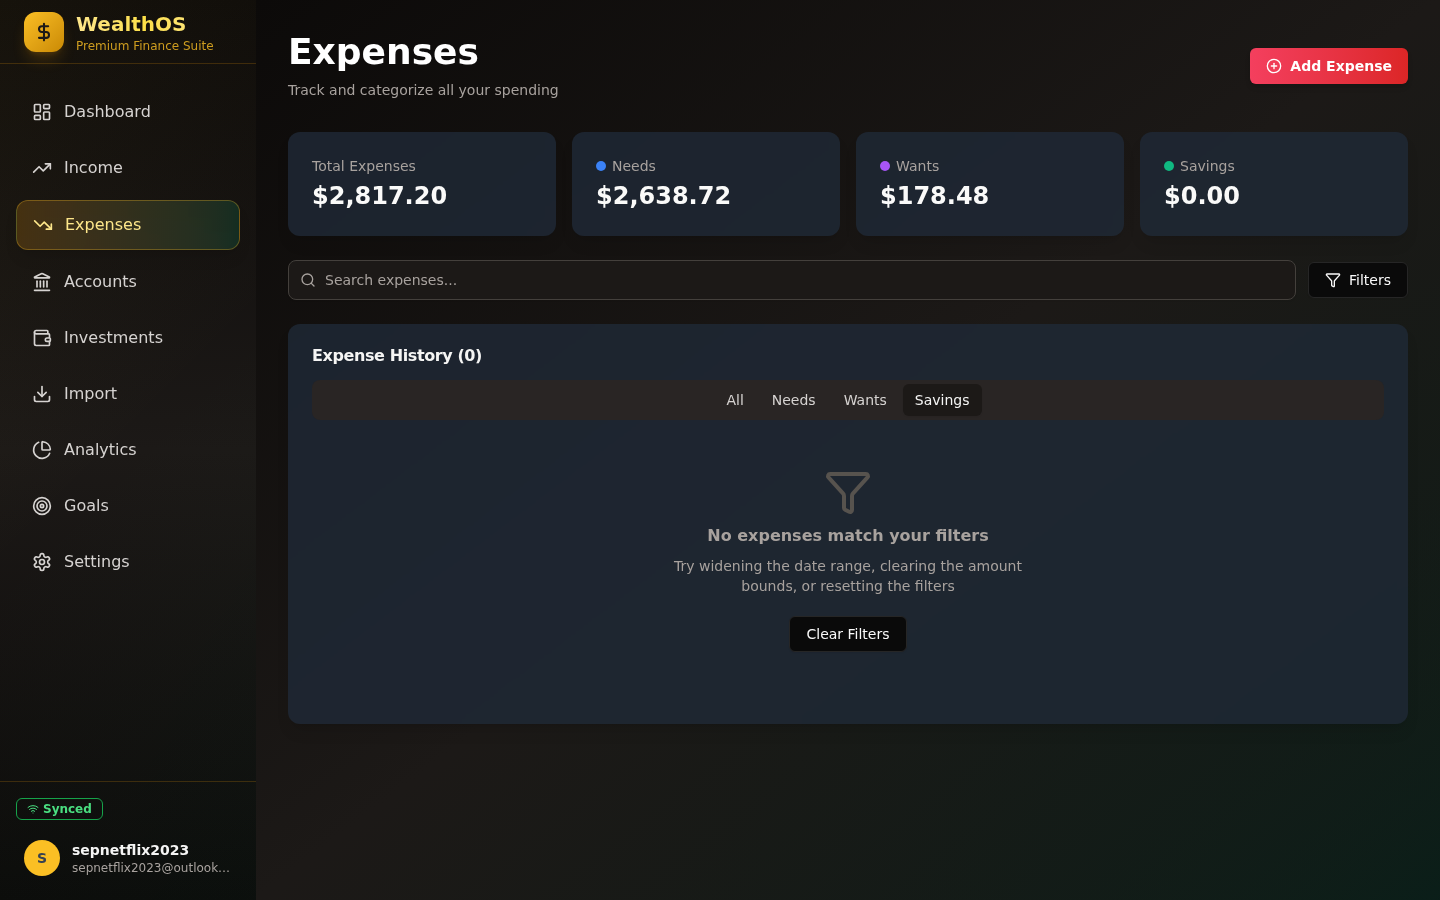 WealthOS
Premium Finance Suite
Dashboard
Income
Expenses
Accounts
Investments
Import
Analytics
Goals
Settings
Synced
S
sepnetflix2023
sepnetflix2023@outlook...
Expenses
Track and categorize all your spending
Add Expense
Total Expenses
$2,817.20
Needs
$2,638.72
Wants
$178.48
Savings
$0.00
Search expenses...
Filters
Expense History (0)
All
Needs
Wants
Savings
No expenses match your filters
Try widening the date range, clearing the amount
bounds, or resetting the filters
Clear Filters